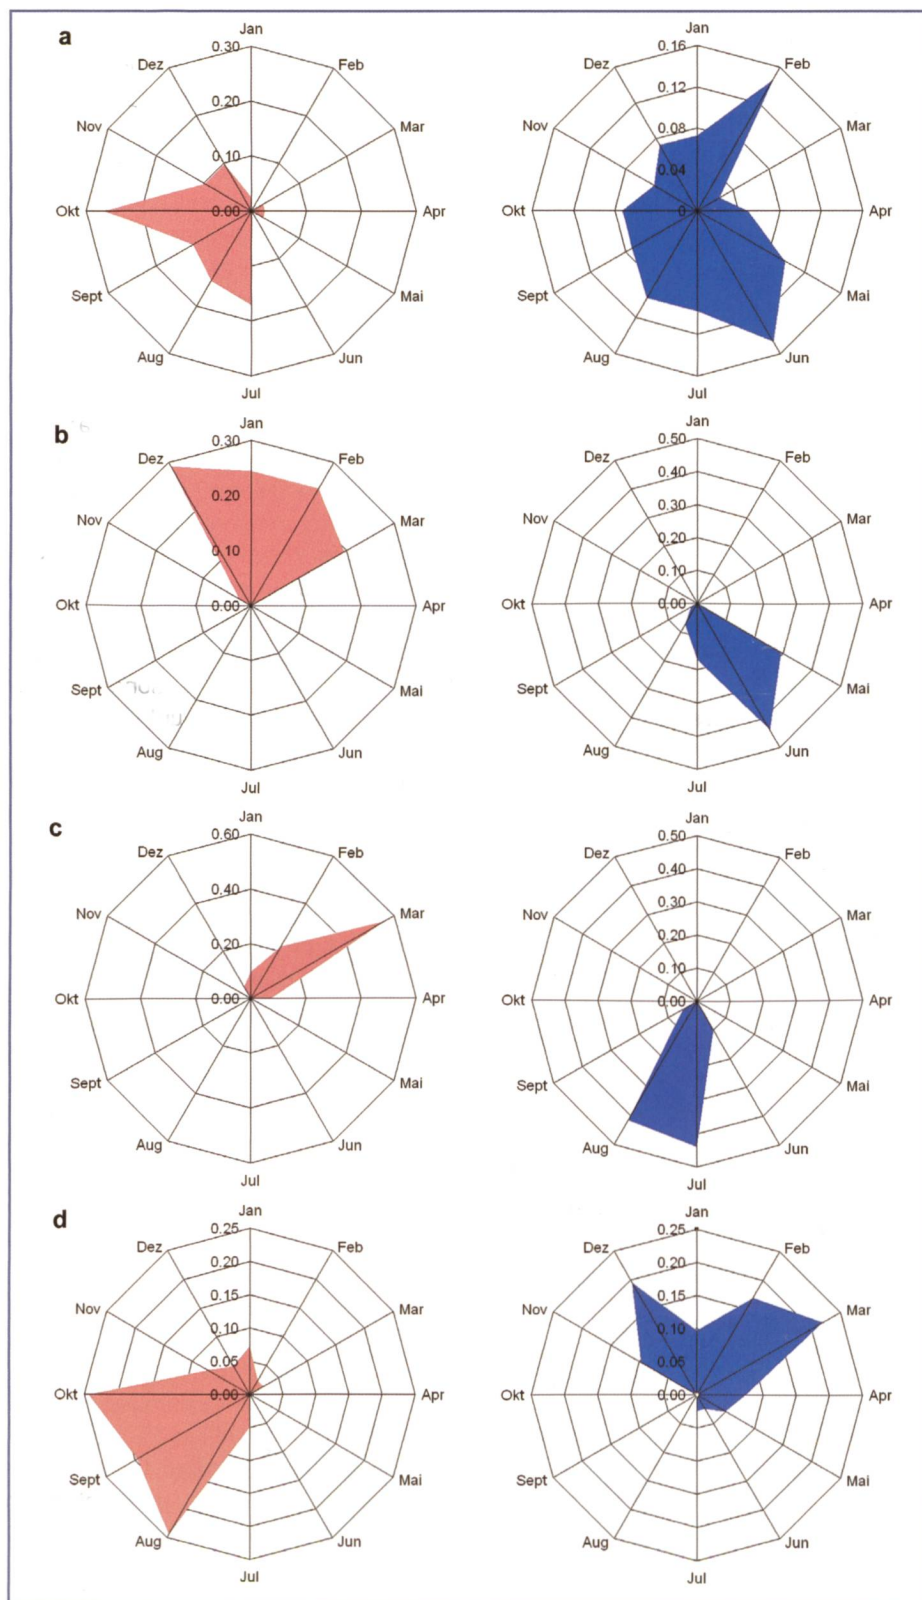 a
Jan
0.30
0.20
0.10
0.00
Feb
Mar
Apr
Mai
Jun
Jul
Aug
Sept
Okt
Nov
Dez
Jan
0.16
0.12
0.08
0.04
0
Feb
Mar
Apr
Mai
Jun
Jul
Aug
Sept
Okt
Nov
Dez
b
Jan
0.30
0.20
0.10
0.00
Feb
Mar
Apr
Mai
Jun
Jul
Aug
Sept
Okt
Nov
Dez
Jan
0.50
0.40
0.30
0.20
0.10
0.00
Feb
Mar
Apr
Mai
Jun
Jul
Aug
Sept
Okt
Nov
Dez
c
Jan
0.60
0.40
0.20
0.00
Feb
Mar
Apr
Mai
Jun
Jul
Aug
Sept
Okt
Nov
Dez
Jan
0.50
0.40
0.30
0.20
0.10
0.00
Feb
Mar
Apr
Mai
Jun
Jul
Aug
Sept
Okt
Nov
Dez
d
Jan
0.25
0.20
0.15
0.10
0.05
0.00
Feb
Mar
Apr
Mai
Jun
Jul
Aug
Sept
Okt
Nov
Dez
Jan
0.25
0.20
0.15
0.10
0.05
0.00
Feb
Mar
Apr
Mai
Jun
Jul
Aug
Sept
Okt
Nov
Dez